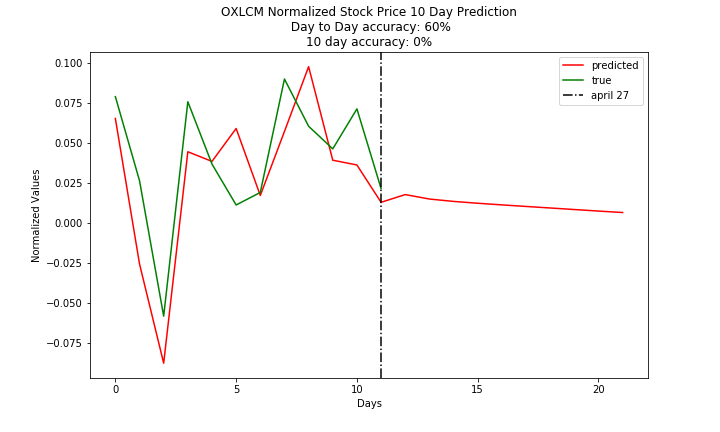 OXLCM Normalized Stock Price 10 Day Prediction
Day to Day accuracy: 60%
10 day accuracy: 0%
predicted
true
april 27
0.100
0.075
0.050
0.025
0.000
−0.025
−0.050
−0.075
Normalized Values
0 5 10 15 20
Days